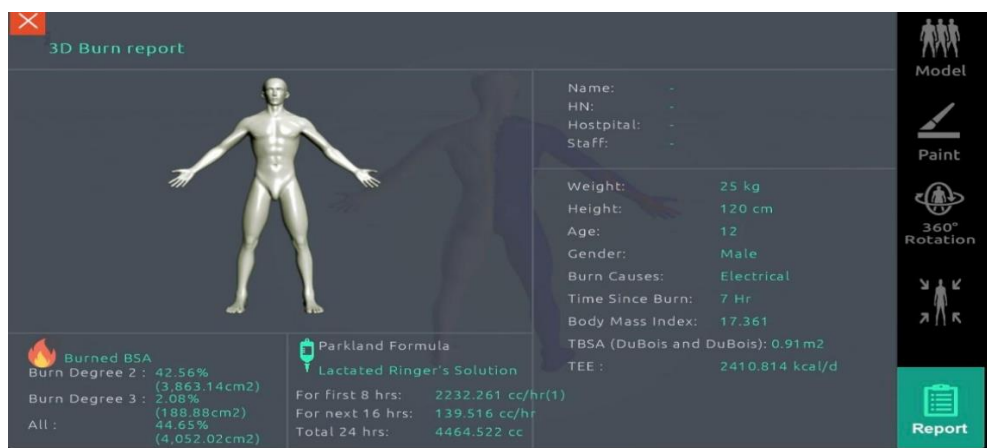 3D Burn report
Name: -
HN: -
Hostpital: -
Staff: -
Weight: 25 kg
Height: 120 cm
Age: 12
Gender: Male
Burn Causes: Electrical
Time Since Burn: 7 Hr
Body Mass Index: 17.361
TBSA (DuBois and DuBois): 0.91m2
TEE : 2410.814 kcal/d
Burned BSA
Burn Degree 2 : 42.56%
(3,863.14cm2)
Burn Degree 3 : 2.08%
(188.88cm2)
All : 44.65%
(4,052.02cm2)
Parkland Formula
Lactated Ringer's Solution
For first 8 hrs: 2232.261 cc/hr(1)
For next 16 hrs: 139.516 cc/hr
Total 24 hrs: 4464.522 cc
Model
Paint
360°
Rotation
Report